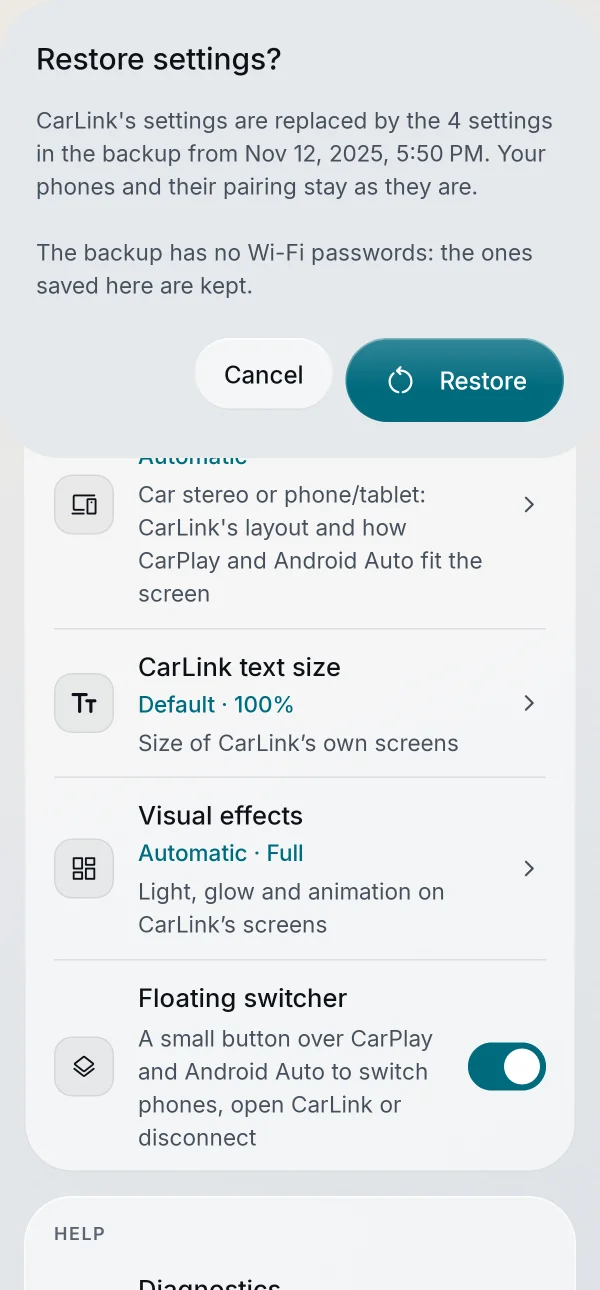 Restore settings?
CarLink's settings are replaced by the 4 settings
in the backup from Nov 12, 2025, 5:50 PM. Your
phones and their pairing stay as they are.
The backup has no Wi-Fi passwords: the ones
saved here are kept.
Cancel
Restore
Automatic
Car stereo or phone/tablet:
CarLink's layout and how
CarPlay and Android Auto fit the
screen
CarLink text size
Default · 100%
Size of CarLink’s own screens
Visual effects
Automatic · Full
Light, glow and animation on
CarLink’s screens
Floating switcher
A small button over CarPlay
and Android Auto to switch
phones, open CarLink or
disconnect
HELP
Diagnostics